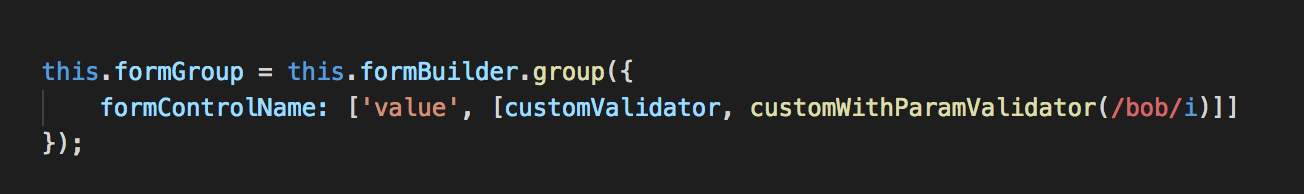 this.formGroup = this.formBuilder.group({
    formControlName: ['value', [customValidator, customWithParamValidator(/bob/i)]]
});